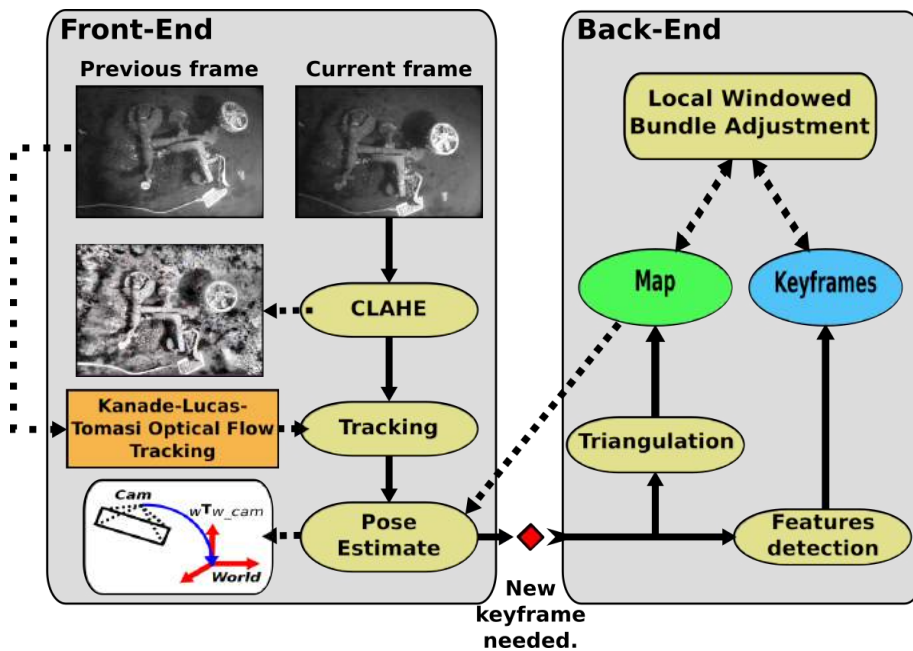 Front-End
Previous frame
Current frame
CLAHE
Kanade-Lucas-
Tomasi Optical Flow
Tracking
Tracking
Cam
wTw_cam
World
Pose
Estimate
New
keyframe
needed.
Back-End
Local Windowed
Bundle Adjustment
Map
Keyframes
Triangulation
Features
detection